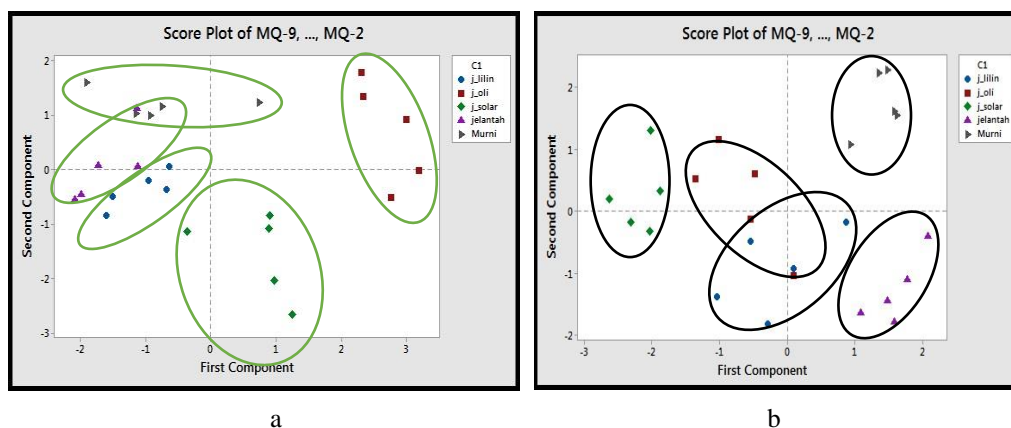 Score Plot of MQ-9, ..., MQ-2
C1
j_lilin
j_oli
j_solar
jelantah
Murni
Second Component
2
1
0
-1
-2
-3
-2
-1
0
1
2
3
First Component
a
Score Plot of MQ-9, ..., MQ-2
C1
j_lilin
j_oli
j_solar
jelantah
Murni
Second Component
2
1
0
-1
-2
-3
-2
-1
0
1
2
First Component
b